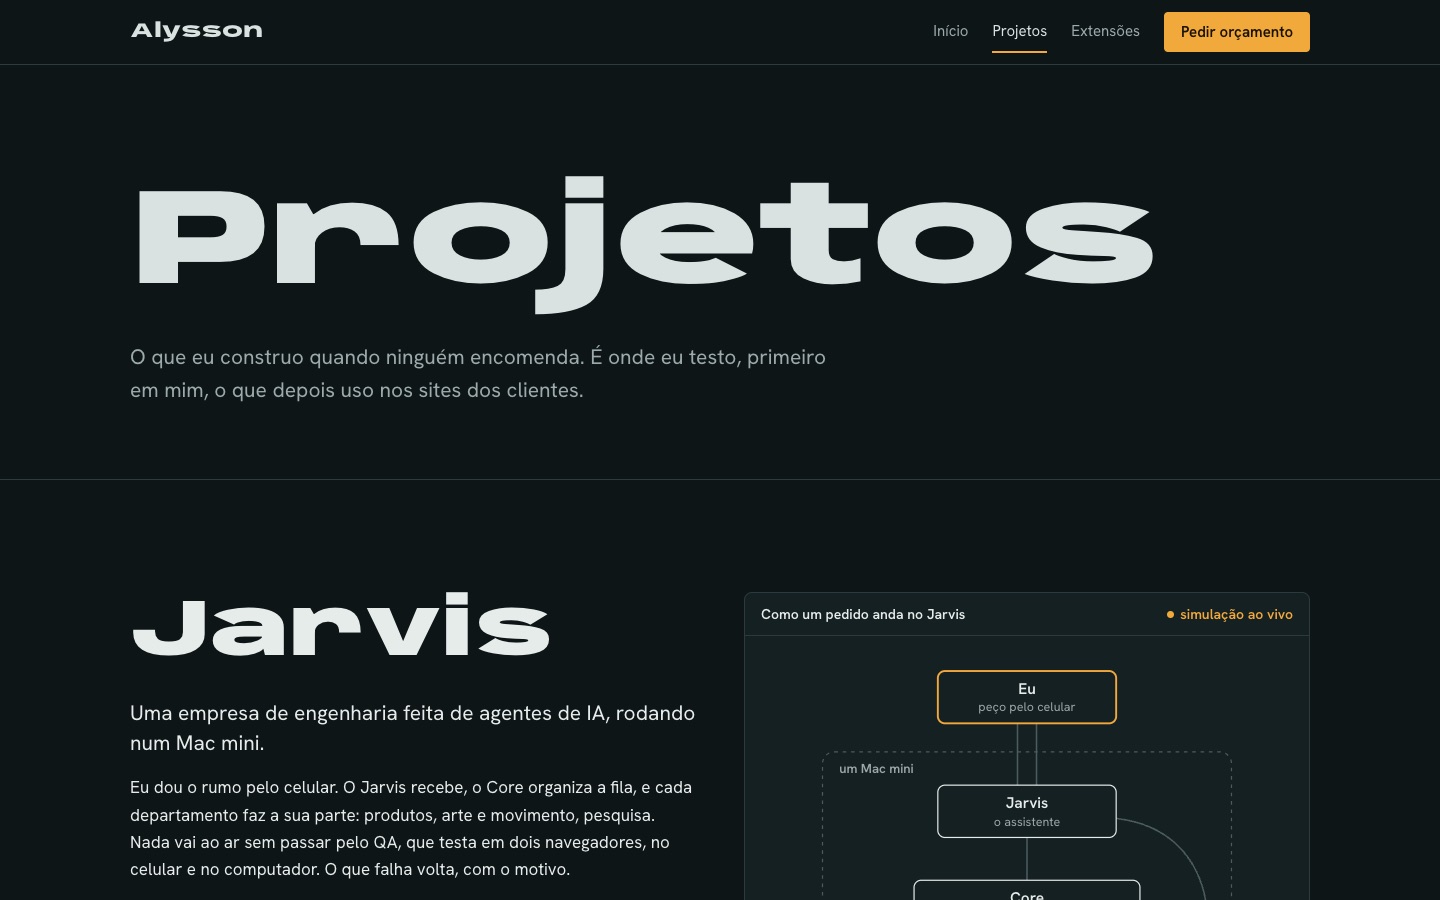 Alysson
Início
Projetos
Extensões
Pedir orçamento
Projetos
O que eu construo quando ninguém encomenda. É onde eu testo, primeiro
em mim, o que depois uso nos sites dos clientes.
Jarvis
Uma empresa de engenharia feita de agentes de IA, rodando
num Mac mini.
Eu dou o rumo pelo celular. O Jarvis recebe, o Core organiza a fila, e cada
departamento faz a sua parte: produtos, arte e movimento, pesquisa.
Nada vai ao ar sem passar pelo QA, que testa em dois navegadores, no
celular e no computador. O que falha volta, com o motivo.
Como um pedido anda no Jarvis
simulação ao vivo
Eu
peço pelo celular
um Mac mini
Jarvis
o assistente
Core